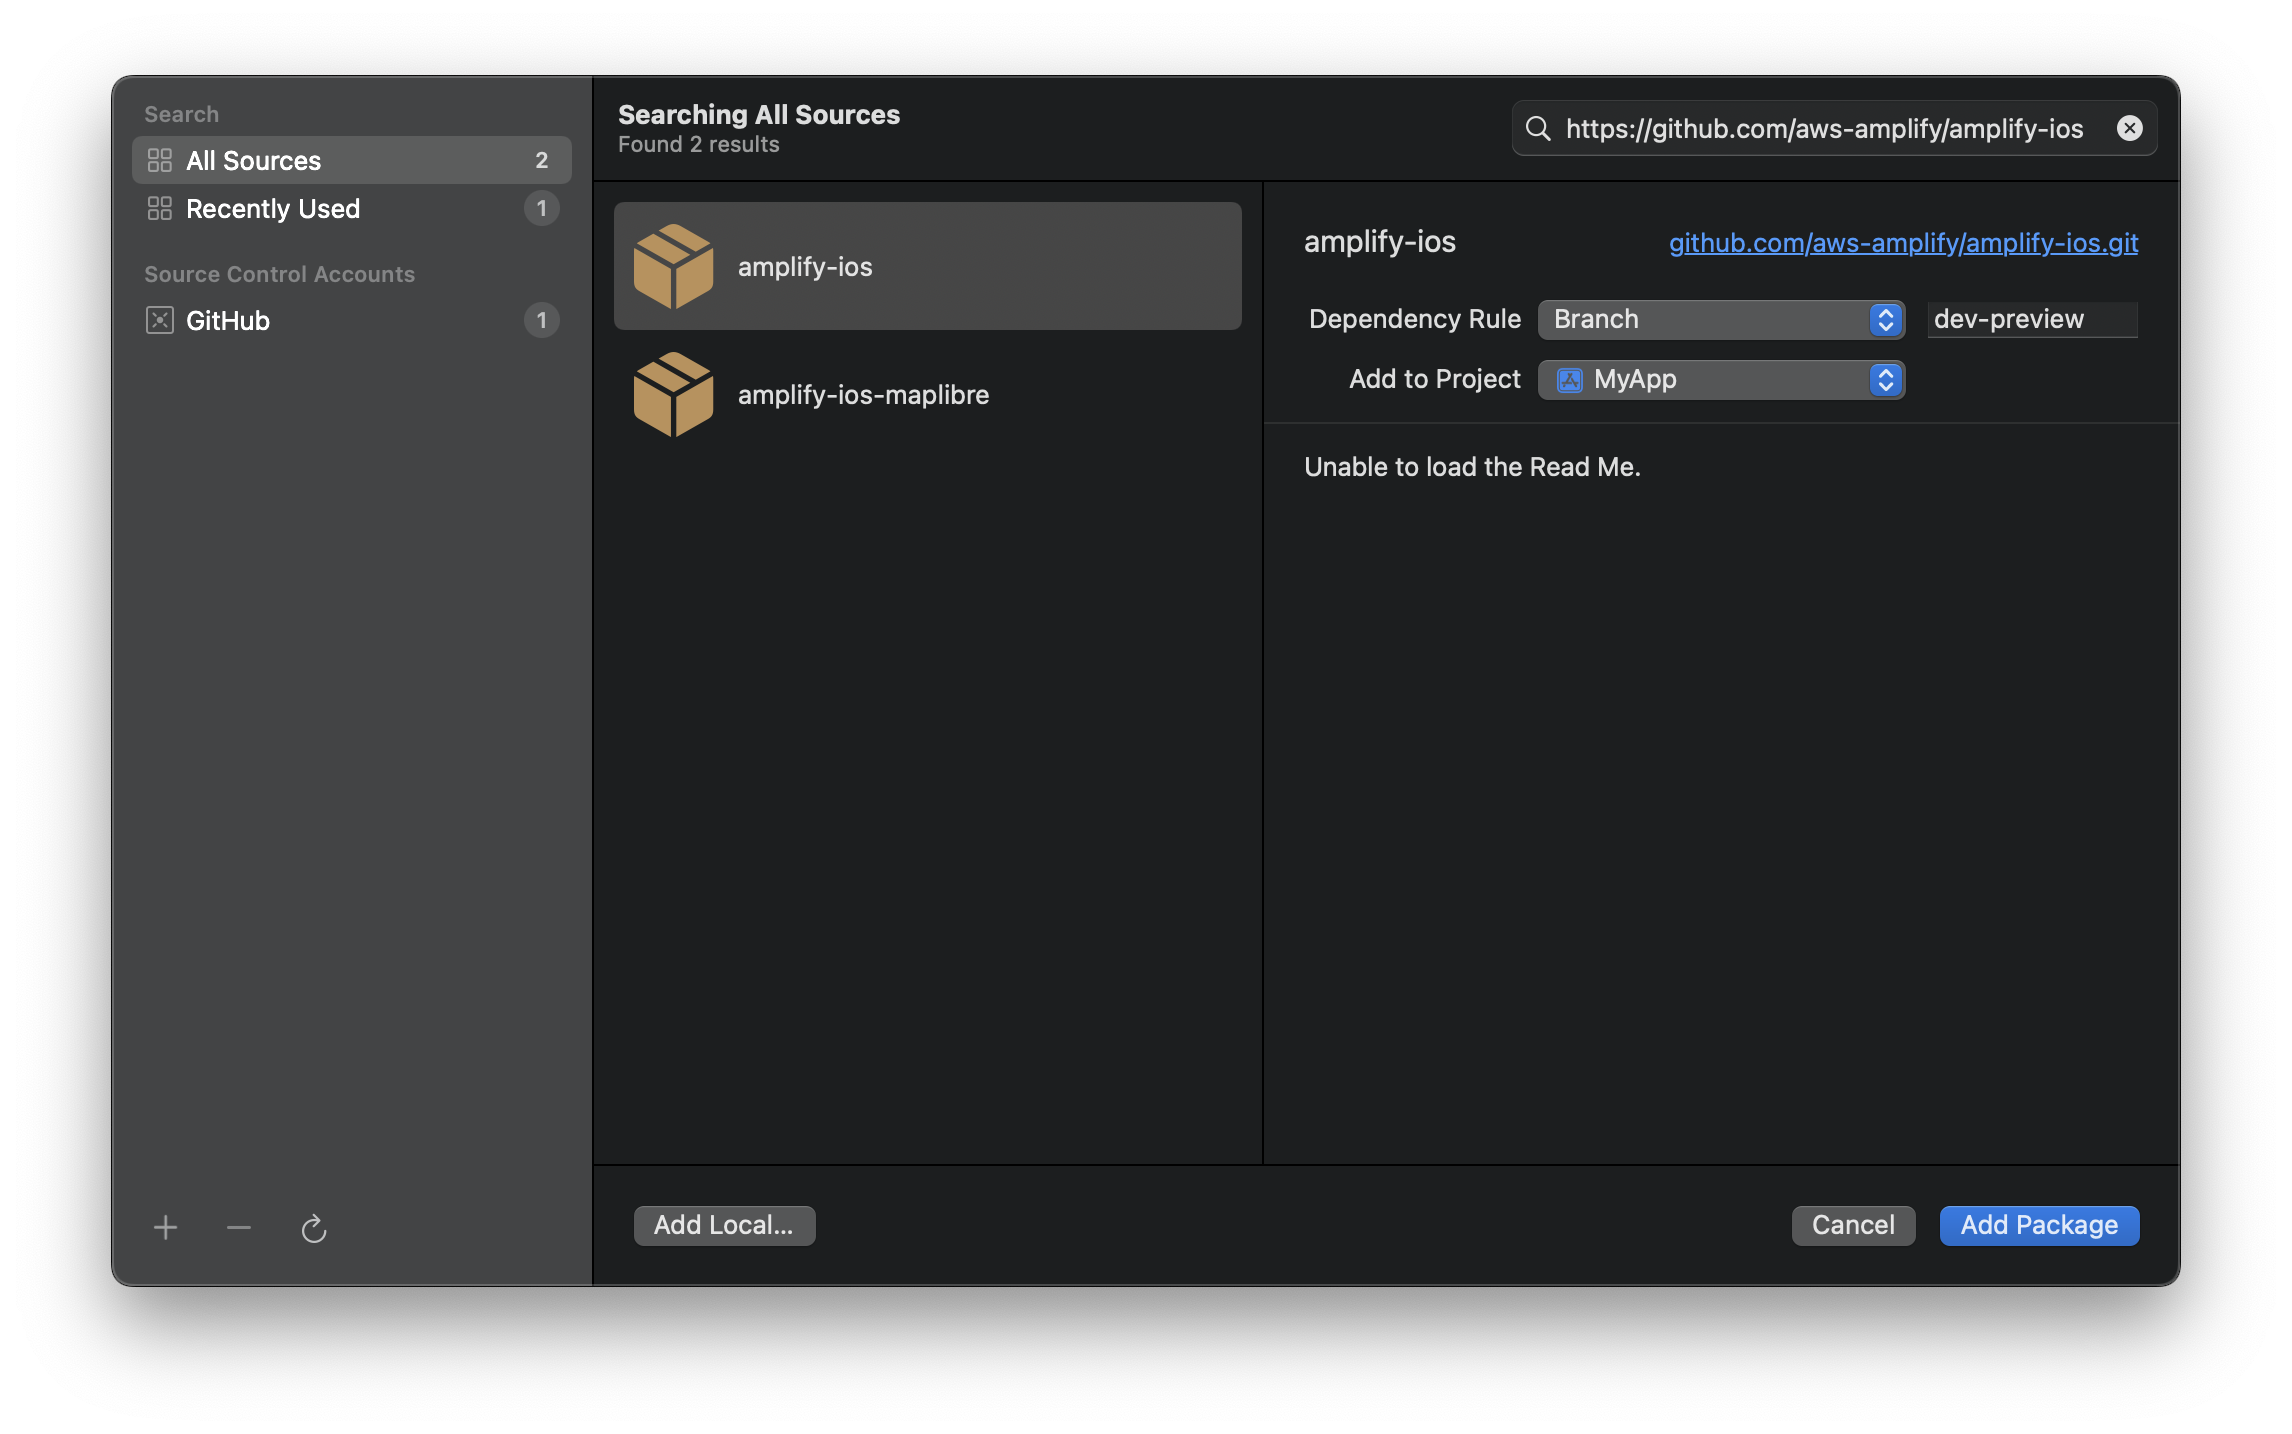 Search
All Sources 2
Recently Used 1
Source Control Accounts
GitHub 1
Searching All Sources
Found 2 results
https://github.com/aws-amplify/amplify-ios
amplify-ios
amplify-ios-maplibre
amplify-ios github.com/aws-amplify/amplify-ios.git
Dependency Rule Branch dev-preview
Add to Project MyApp
Unable to load the Read Me.
Add Local... Cancel Add Package